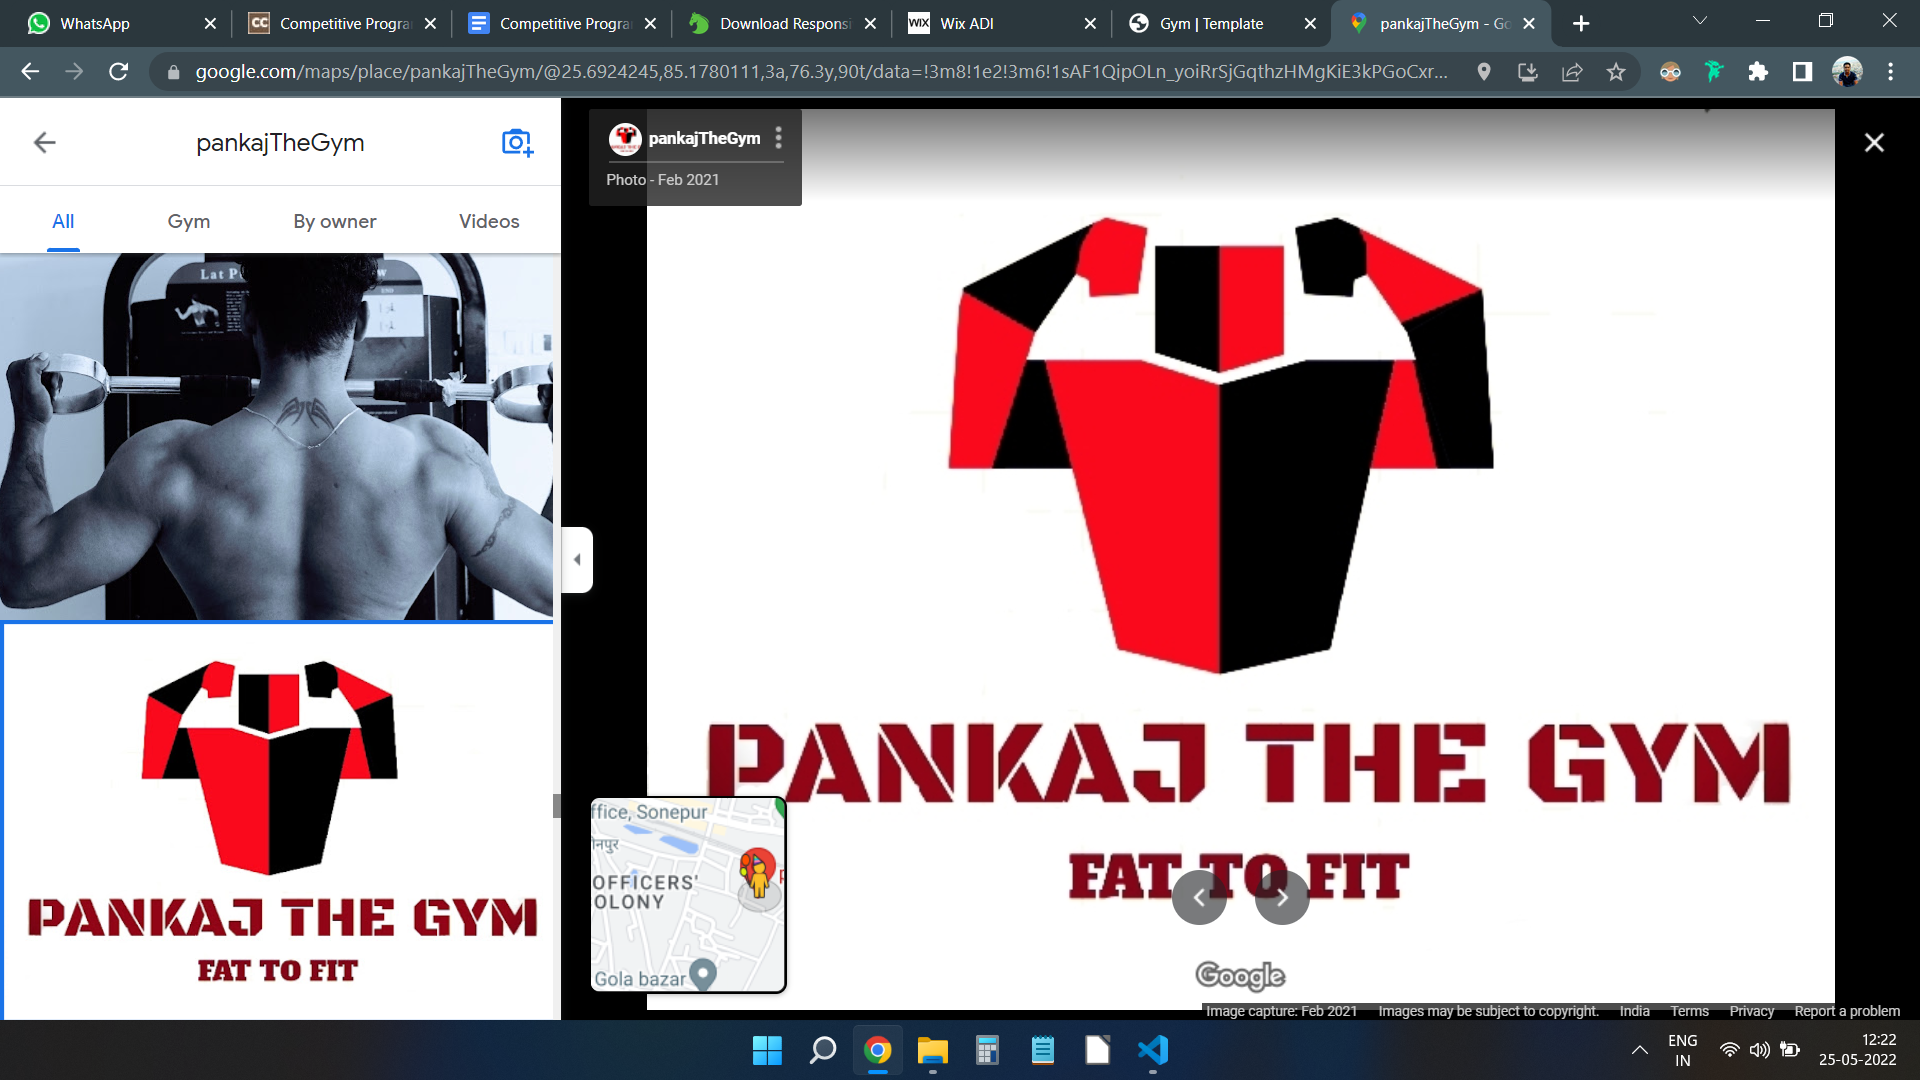 WhatsApp
Competitive Progra
Competitive Progra
Download Responsi
WIX Wix ADI
Gym | Template
pankajTheGym - Go
google.com/maps/place/pankajTheGym/@25.6924245,85.1780111,3a,76.3y,90t/data=!3m8!1e2!3m6!1sAF1QipOLn_yoiRrSjGqthzHMgKiE3kPGoCxr...
pankajTheGym
All
Gym
By owner
Videos
Lat P
PANKAJ THE GYM
FAT TO FIT
pankajTheGym
Photo - Feb 2021
PANKAJ THE GYM
FAT TO FIT
ffice, Sonepur
नपुर
OFFICERS'
OLONY
Gola bazar
Google
Image capture: Feb 2021 Images may be subject to copyright. India Terms Privacy Report a problem
ENG
IN
12:22
25-05-2022